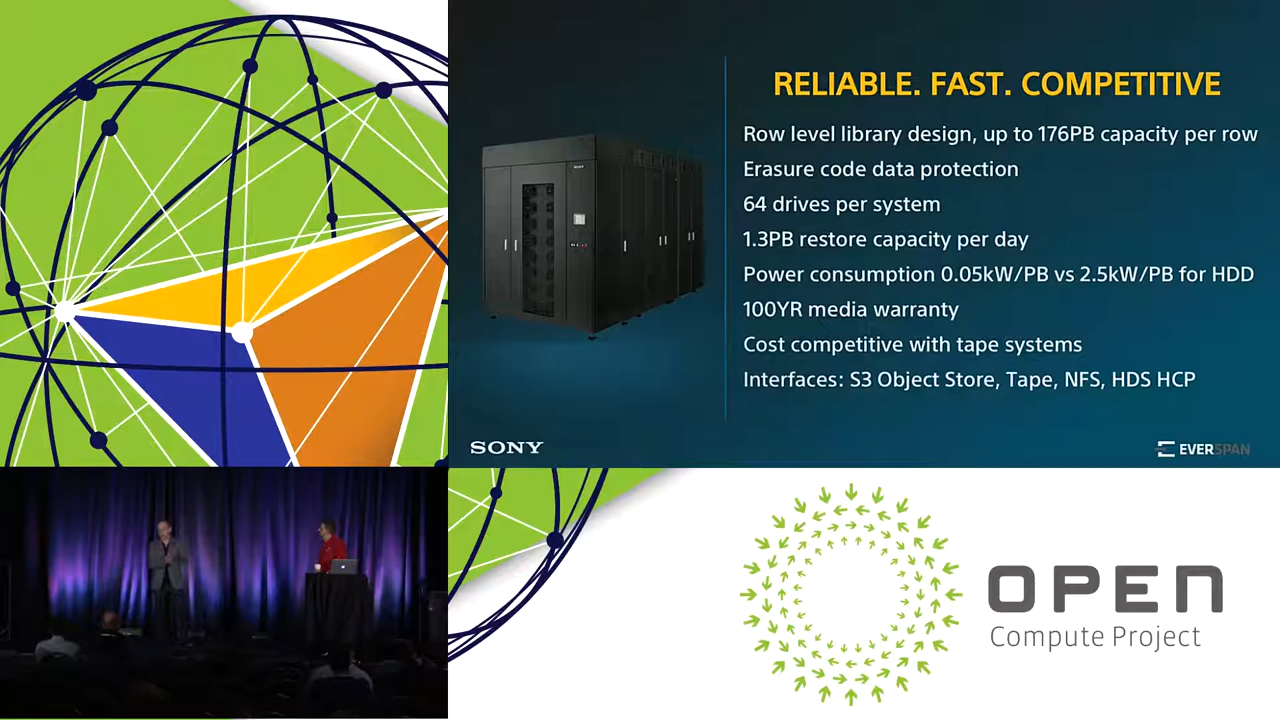 RELIABLE. FAST. COMPETITIVE
Row level library design, up to 176PB capacity per row
Erasure code data protection
64 drives per system
1.3PB restore capacity per day
Power consumption 0.05kW/PB vs 2.5kW/PB for HDD
100YR media warranty
Cost competitive with tape systems
Interfaces: S3 Object Store, Tape, NFS, HDS HCP
SONY
SONY
EVERSPAN
OPEN
Compute Project